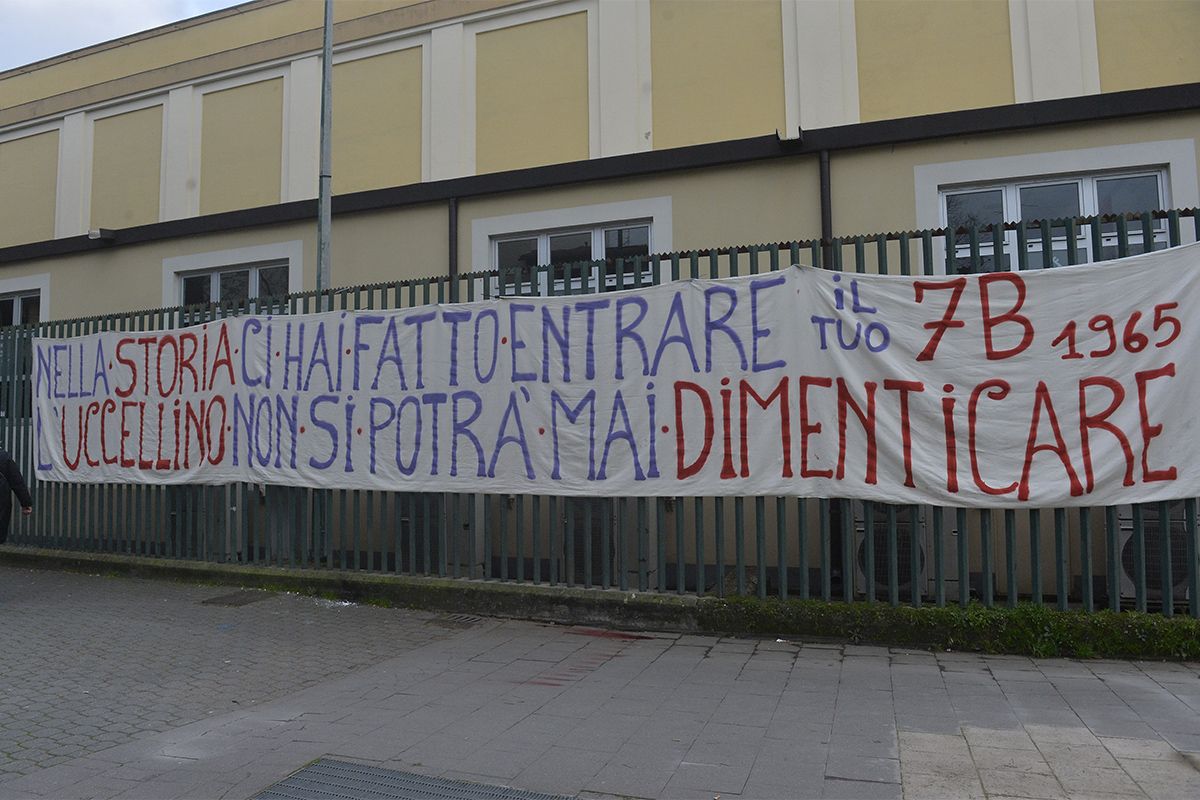 NELLA·STORIA·CI·HAI·FATTO·ENTRARE
L'UCCELLINO·NON·SI·POTRÀ·MAI·DIMENTICARE
IL
TUO
7B 1965